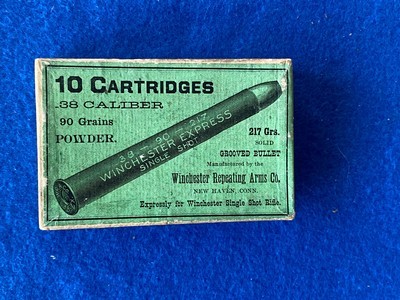 10 CARTRIDGES
.38 CALIBER
90 Grains
POWDER.
38 – 90 – 217
WINCHESTER EXPRESS
SINGLE SHOT
217 Grs.
SOLID
GROOVED BULLET
Manufactured by the
Winchester Repeating Arms Co.
NEW HAVEN, CONN.
Expressly for Winchester Single Shot Rifle.